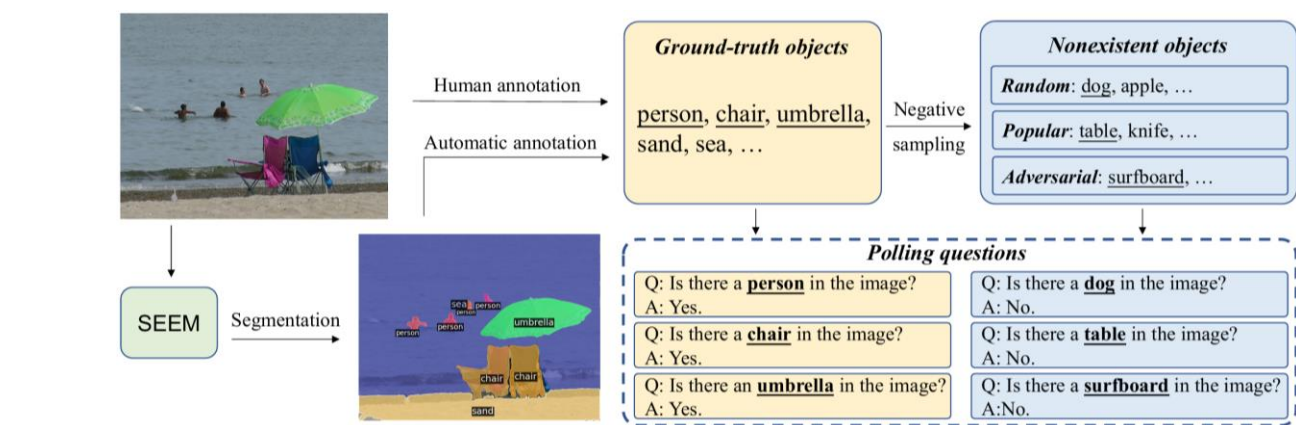 Human annotation
Automatic annotation
SEEM
Segmentation
sea
person
person
person
person
umbrella
chair
chair
sand
Ground-truth objects
person, chair, umbrella,
sand, sea, …
Negative
sampling
Nonexistent objects
Random: dog, apple, …
Popular: table, knife, …
Adversarial: surfboard, …
Polling questions
Q: Is there a person in the image?
A: Yes.
Q: Is there a chair in the image?
A: Yes.
Q: Is there an umbrella in the image?
A: Yes.
Q: Is there a dog in the image?
A: No.
Q: Is there a table in the image?
A: No.
Q: Is there a surfboard in the image?
A:No.